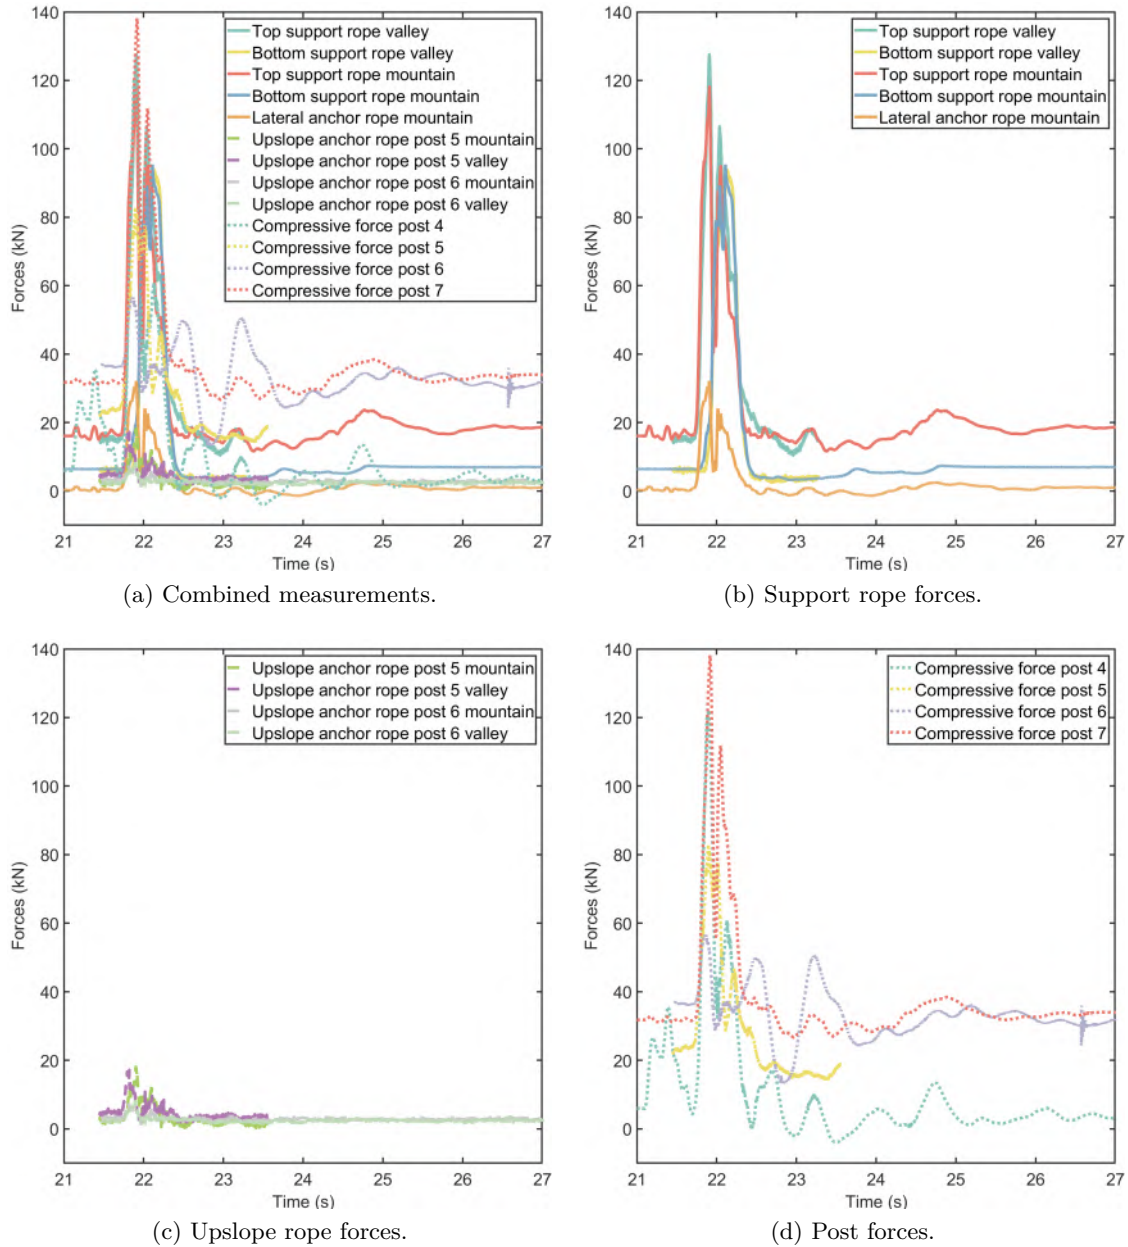 140
120
100
80
60
40
20
0
Forces (kN)
21 22 23 24 25 26 27
Time (s)
Top support rope valley
Bottom support rope valley
Top support rope mountain
Bottom support rope mountain
Lateral anchor rope mountain
Upslope anchor rope post 5 mountain
Upslope anchor rope post 5 valley
Upslope anchor rope post 6 mountain
Upslope anchor rope post 6 valley
Compressive force post 4
Compressive force post 5
Compressive force post 6
Compressive force post 7
(a) Combined measurements.
140
120
100
80
60
40
20
0
Forces (kN)
21 22 23 24 25 26 27
Time (s)
Top support rope valley
Bottom support rope valley
Top support rope mountain
Bottom support rope mountain
Lateral anchor rope mountain
(b) Support rope forces.
140
120
100
80
60
40
20
0
Forces (kN)
21 22 23 24 25 26 27
Time (s)
Upslope anchor rope post 5 mountain
Upslope anchor rope post 5 valley
Upslope anchor rope post 6 mountain
Upslope anchor rope post 6 valley
(c) Upslope rope forces.
140
120
100
80
60
40
20
0
Forces (kN)
21 22 23 24 25 26 27
Time (s)
Compressive force post 4
Compressive force post 5
Compressive force post 6
Compressive force post 7
(d) Post forces.